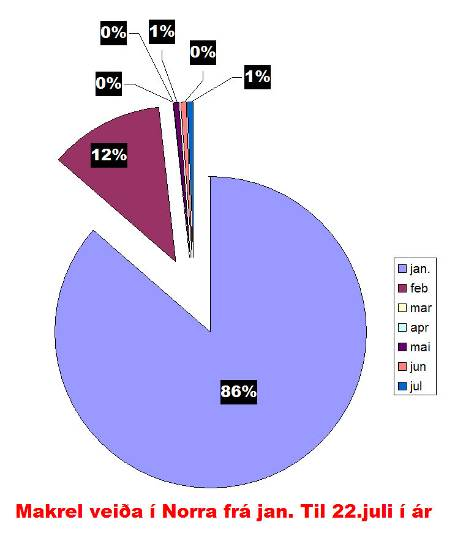 0%
1%
0%
0%
1%
12%
86%
jan.
feb
mar
apr
mai
jun
jul
Makrel veiða í Norra frá jan. Til 22.juli í ár